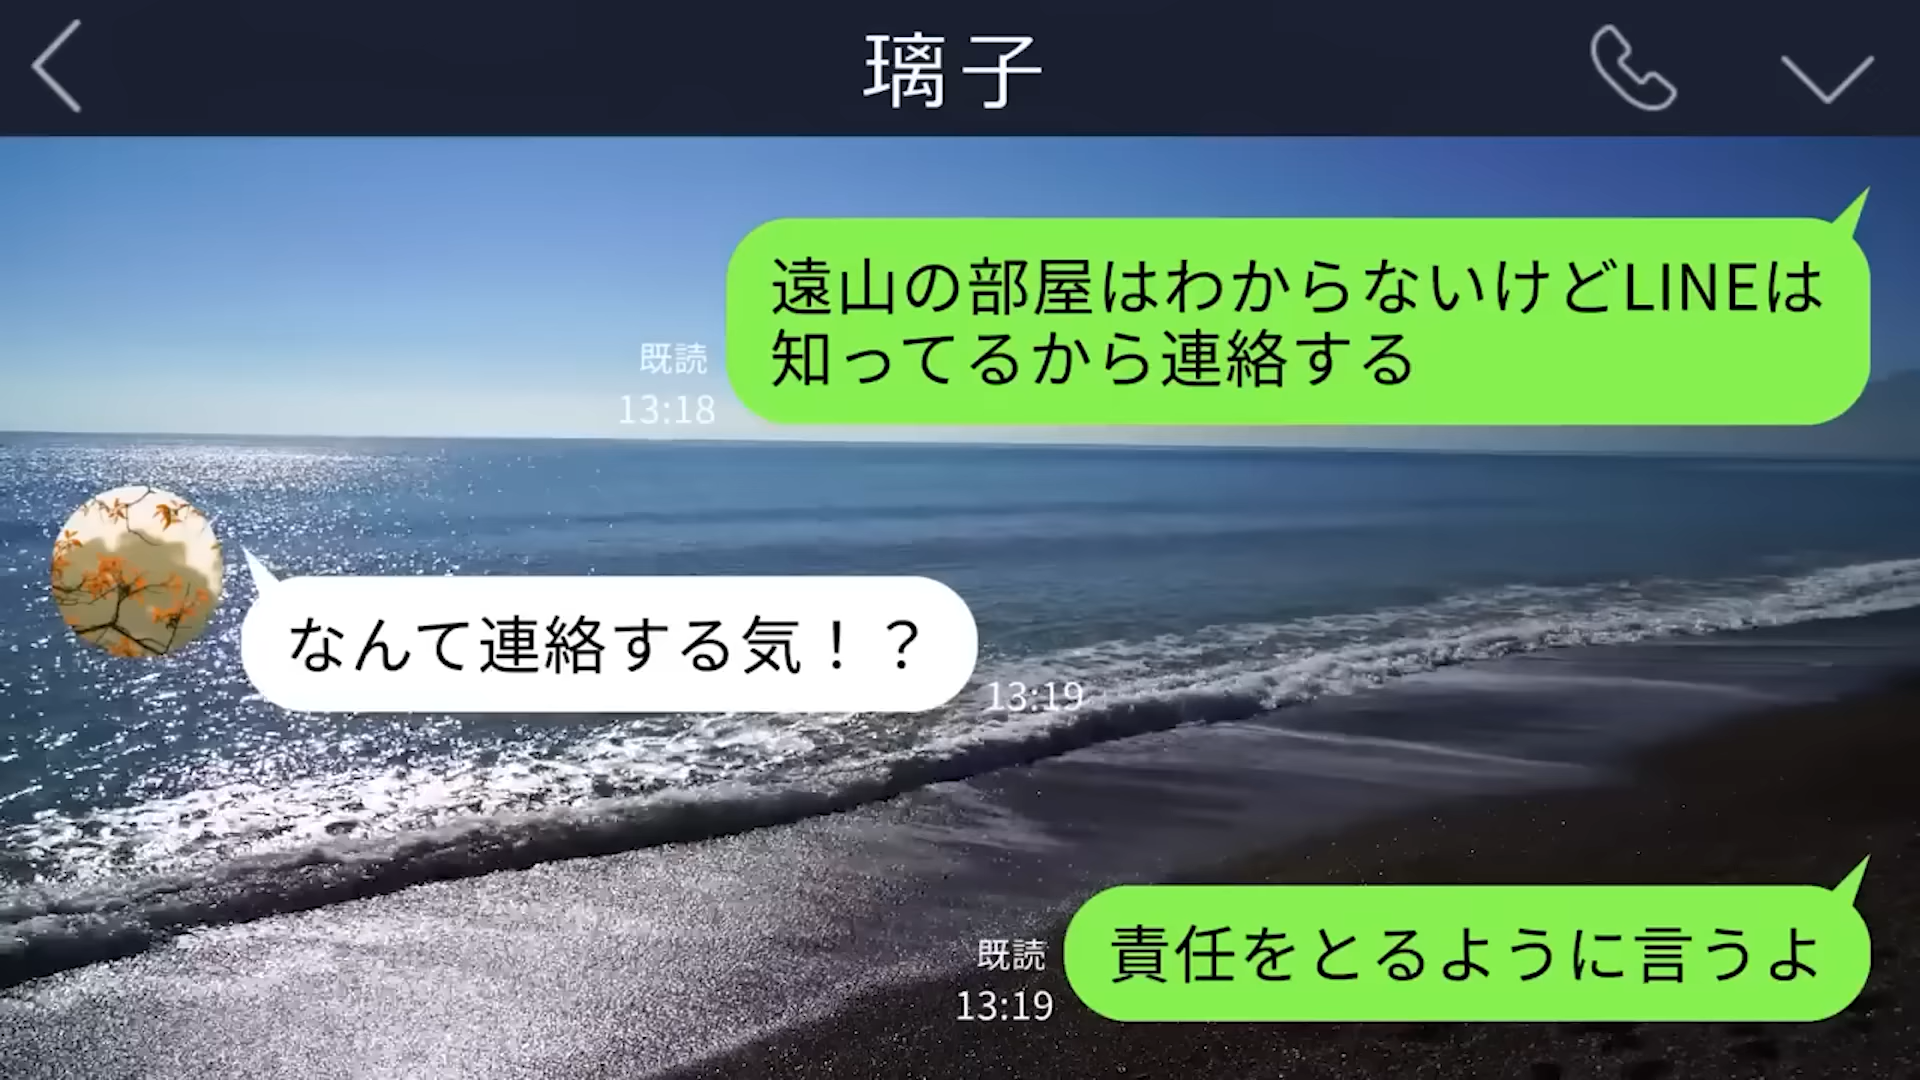 璃子
遠山の部屋はわからないけどLINEは
知ってるから連絡する
既読
13:18
なんて連絡する気！？
13:19
責任をとるように言うよ
既読
13:19